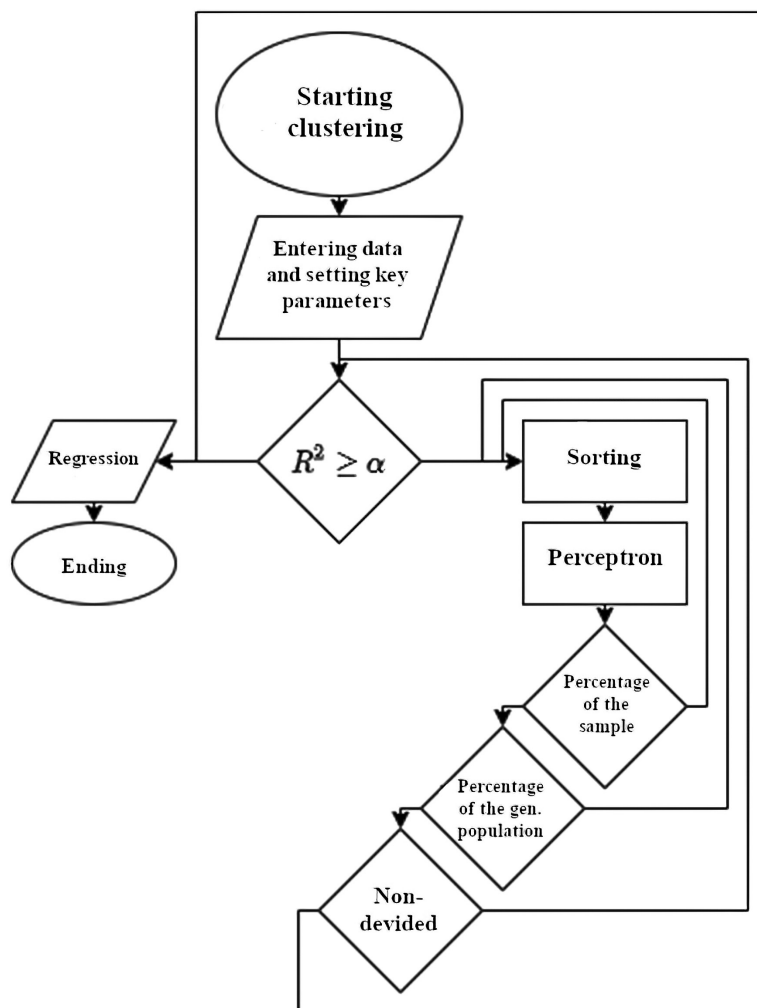 Starting
clustering
Entering data
and setting key
parameters
R² ≥ α
Regression
Sorting
Ending
Perceptron
Percentage
of the
sample
Percentage
of the gen.
population
Non-
devided